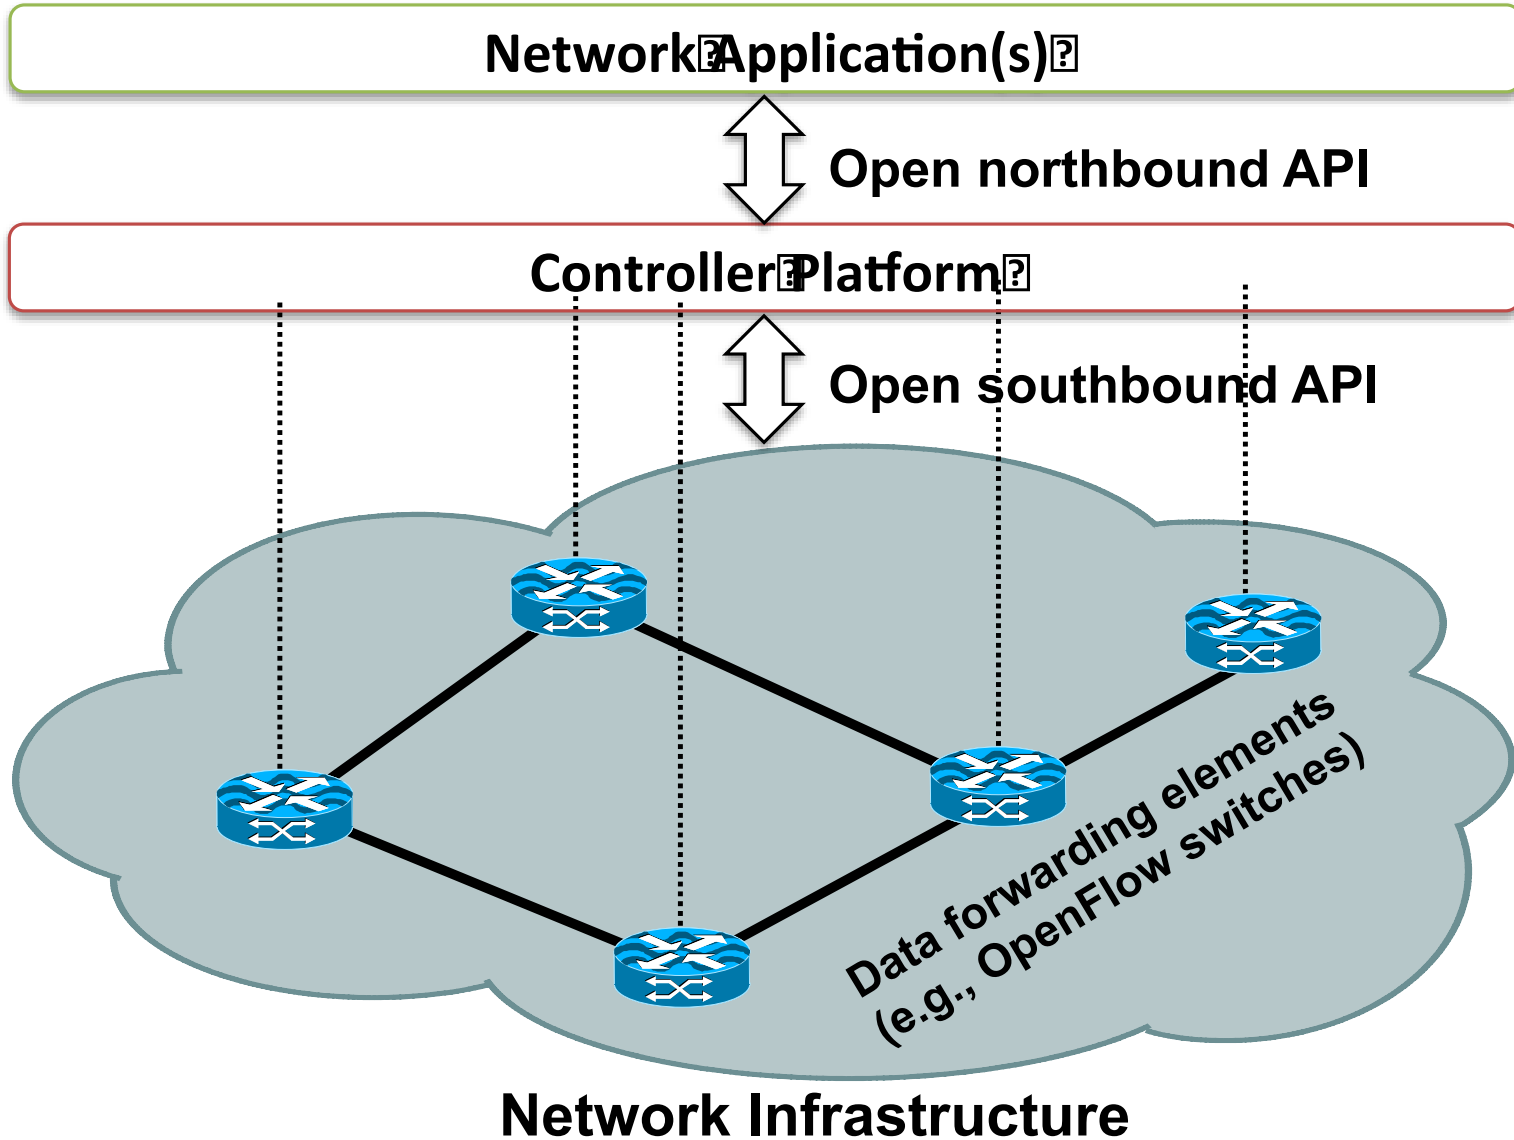 Network Application(s)
Open northbound API
Controller Platform
Open southbound API
Data forwarding elements
(e.g., OpenFlow switches)
Network Infrastructure